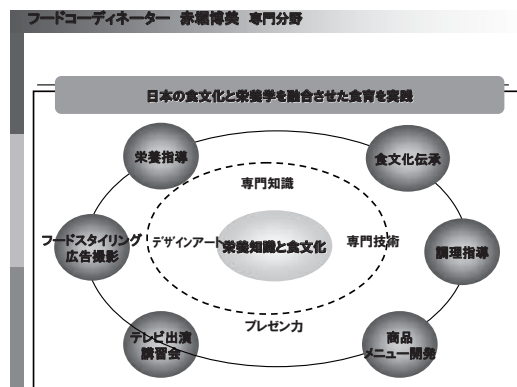 フードコーディネーター 赤堀博美 専門分野
日本の食文化と栄養学を融合させた食育を実践
栄養指導
食文化伝承
専門知識
フードスタイリング
広告撮影
デザインアート
栄養知識と食文化
専門技術
調理指導
プレゼン力
テレビ出演
講習会
商品
メニュー開発